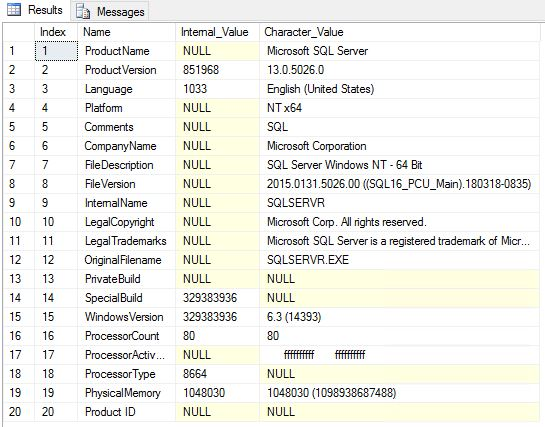 Results Messages
Index Name Internal_Value Character_Value
1 1 ProductName NULL Microsoft SQL Server
2 2 ProductVersion 851968 13.0.5026.0
3 3 Language 1033 English (United States)
4 4 Platform NULL NT x64
5 5 Comments NULL SQL
6 6 CompanyName NULL Microsoft Corporation
7 7 FileDescription NULL SQL Server Windows NT - 64 Bit
8 8 FileVersion NULL 2015.0131.5026.00 ((SQL16_PCU_Main).180318-0835)
9 9 InternalName NULL SQLSERVR
10 10 LegalCopyright NULL Microsoft Corp. All rights reserved.
11 11 LegalTrademarks NULL Microsoft SQL Server is a registered trademark of Micr...
12 12 OriginalFilename NULL SQLSERVR.EXE
13 13 PrivateBuild NULL NULL
14 14 SpecialBuild 329383936 NULL
15 15 WindowsVersion 329383936 6.3 (14393)
16 16 ProcessorCount 80 80
17 17 ProcessorActiv... NULL ffffffffff ffffffffff
18 18 ProcessorType 8664 NULL
19 19 PhysicalMemory 1048030 1048030 (1098938687488)
20 20 Product ID NULL NULL